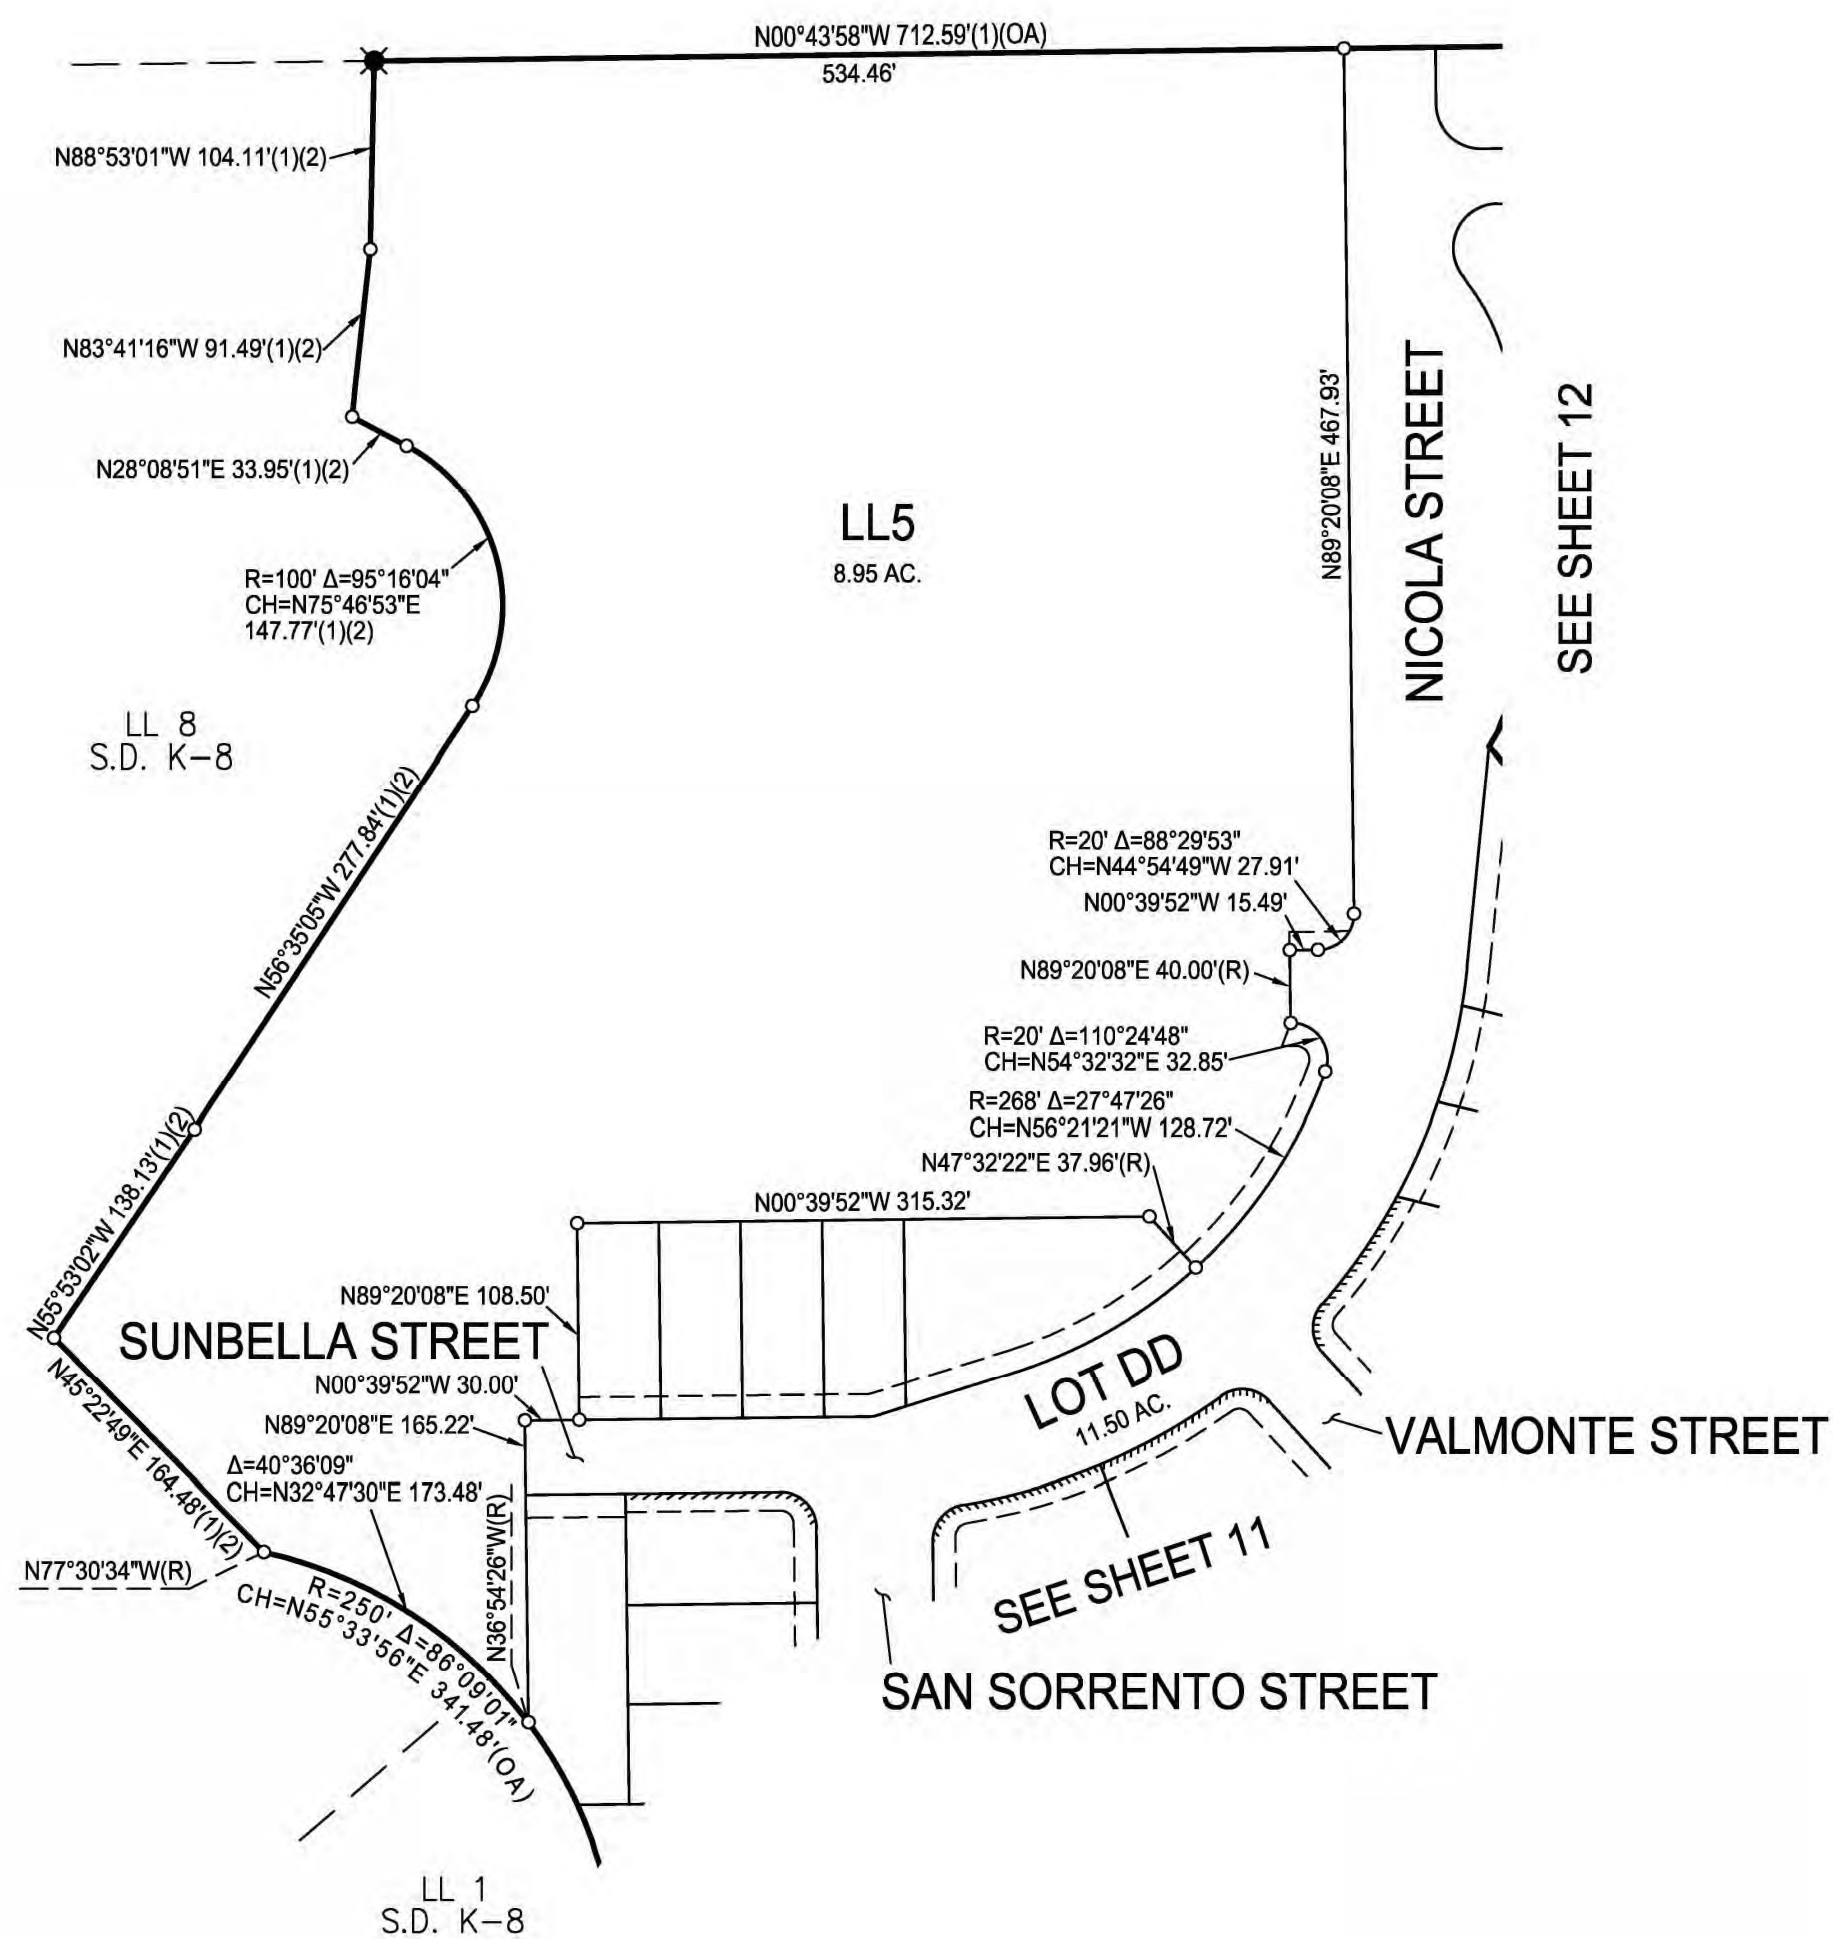 N00°43'58"W 712.59'(1)(OA)
534.46'
N88°53'01"W 104.11'(1)(2)
N83°41'16"W 91.49'(1)(2)
N28°08'51"E 33.95'(1)(2)
R=100' Δ=95°16'04"
CH=N75°46'53"E
147.77'(1)(2)
LL5
8.95 AC.
N89°20'08"E 467.93'
NICOLA STREET
SEE SHEET 12
LL 8
S.D. K-8
N56°35'05"W 277.84'(1)(2)
R=20' Δ=88°29'53"
CH=N44°54'49"W 27.91'
N00°39'52"W 15.49'
N89°20'08"E 40.00'(R)
R=20' Δ=110°24'48"
CH=N54°32'32"E 32.85'
R=268' Δ=27°47'26"
CH=N56°21'21"W 128.72'
N47°32'22"E 37.96'(R)
N00°39'52"W 315.32'
N55°53'02"W 138.13'(1)(2)
N89°20'08"E 108.50'
SUNBELLA STREET
N00°39'52"W 30.00'
N89°20'08"E 165.22'
N45°22'49"E 164.48'(1)(2)
Δ=40°36'09"
CH=N32°47'30"E 173.48'
N36°54'26"W(R)
N77°30'34"W(R)
R=250' Δ=86°09'01"
CH=N55°33'56"E 341.48'(OA)
LOT DD
11.50 AC.
VALMONTE STREET
SEE SHEET 11
SAN SORRENTO STREET
LL 1
S.D. K-8